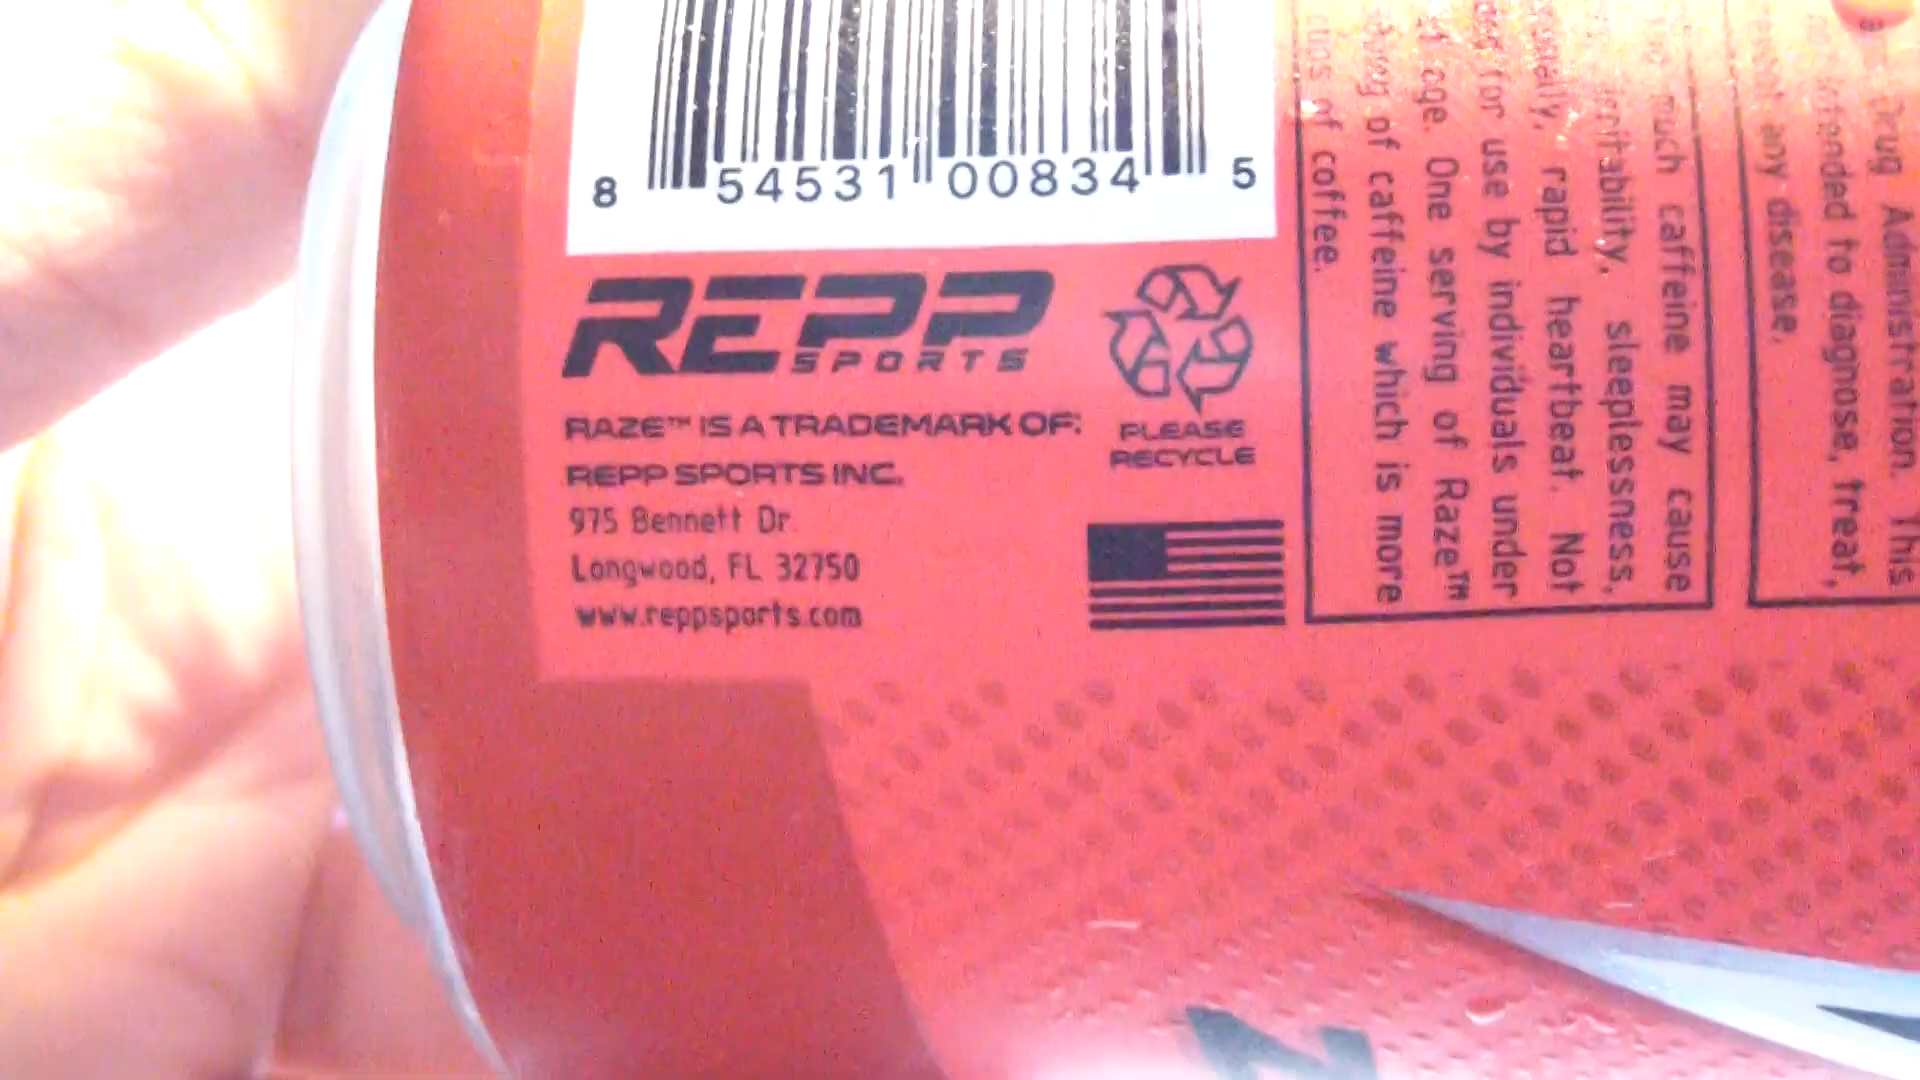 8 54531 00834 5
REPP
SPORTS
RAZE™ IS A TRADEMARK OF:
REPP SPORTS INC.
975 Bennett Dr.
Longwood, FL 32750
www.reppsports.com
PLEASE
RECYCLE
much caffeine may cause
irritability, sleeplessness,
rapid heartbeat. Not
for use by individuals under
age. One serving of Raze™
of caffeine which is more
cups of coffee.
Drug Administration. This
intended to diagnose, treat,
any disease.